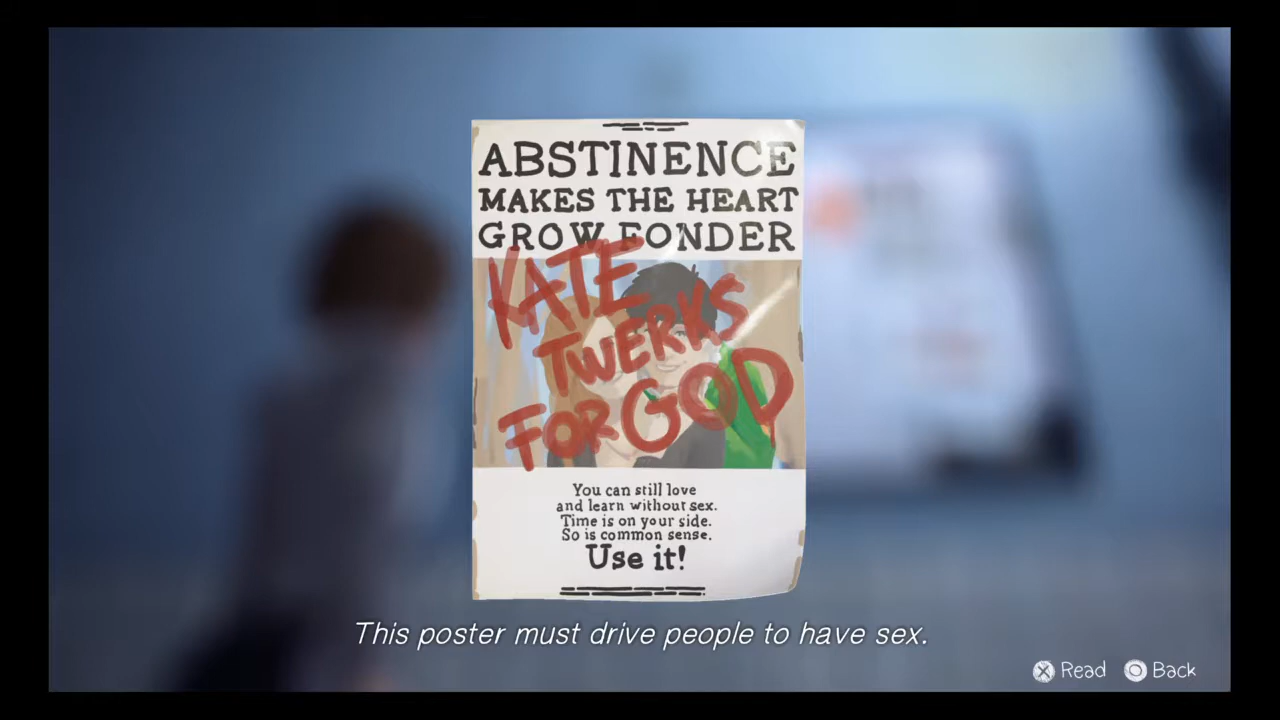 ABSTINENCE
MAKES THE HEART
GROW FONDER
KATE
TWERKS
FOR GOD
You can still love
and learn without sex.
Time is on your side.
So is common sense.
Use it!
This poster must drive people to have sex.
Read Back